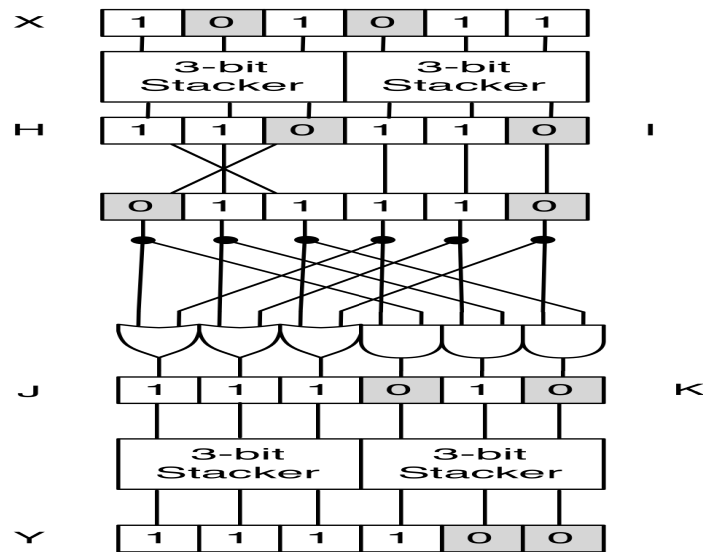 X 1 0 1 0 1 1
3-bit Stacker 3-bit Stacker
H 1 1 0 1 1 0 I
0 1 1 1 1 0
J 1 1 1 0 1 0 K
3-bit Stacker 3-bit Stacker
Y 1 1 1 1 0 0